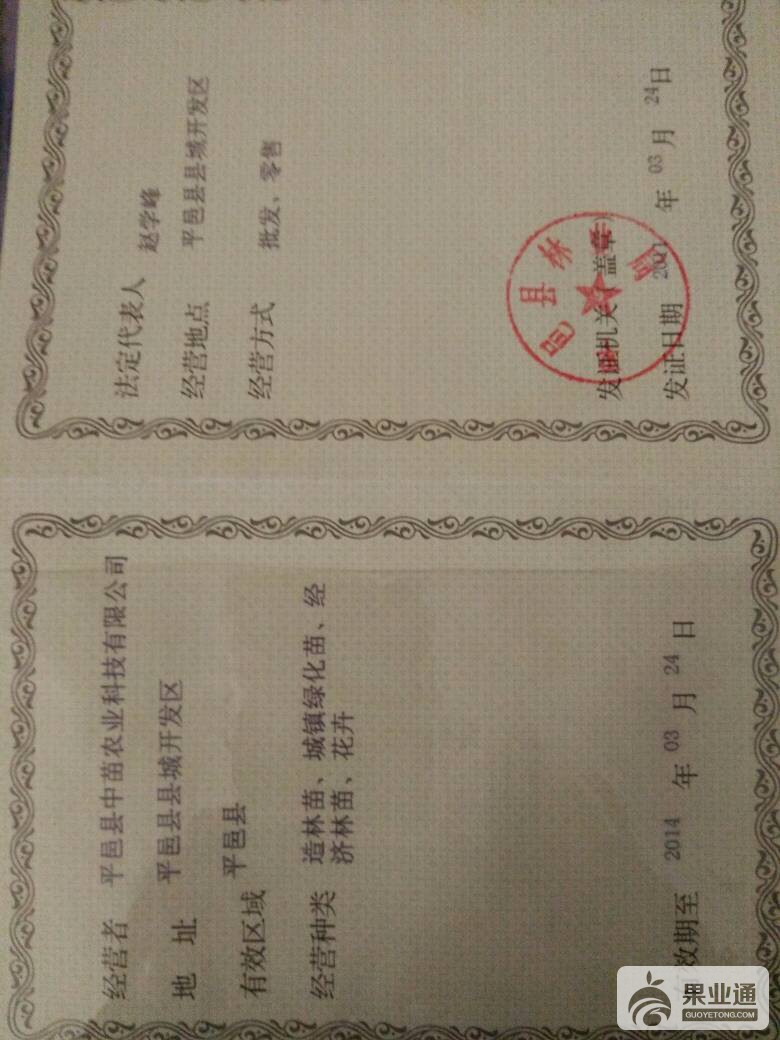 经营者 平邑县中苗农业科技有限公司
地 址 平邑县县城开发区
有效区域 平邑县
经营种类 造林苗、城镇绿化苗、经
济林苗、花卉
效期至 2014 年 03 月 24 日
法定代表人 赵学峰
经营地点 平邑县县城开发区
经营方式 批发、零售
发证机关（盖章）
邑县林
发证日期 年 03 月 24 日
果业通
GUOYETONG.COM